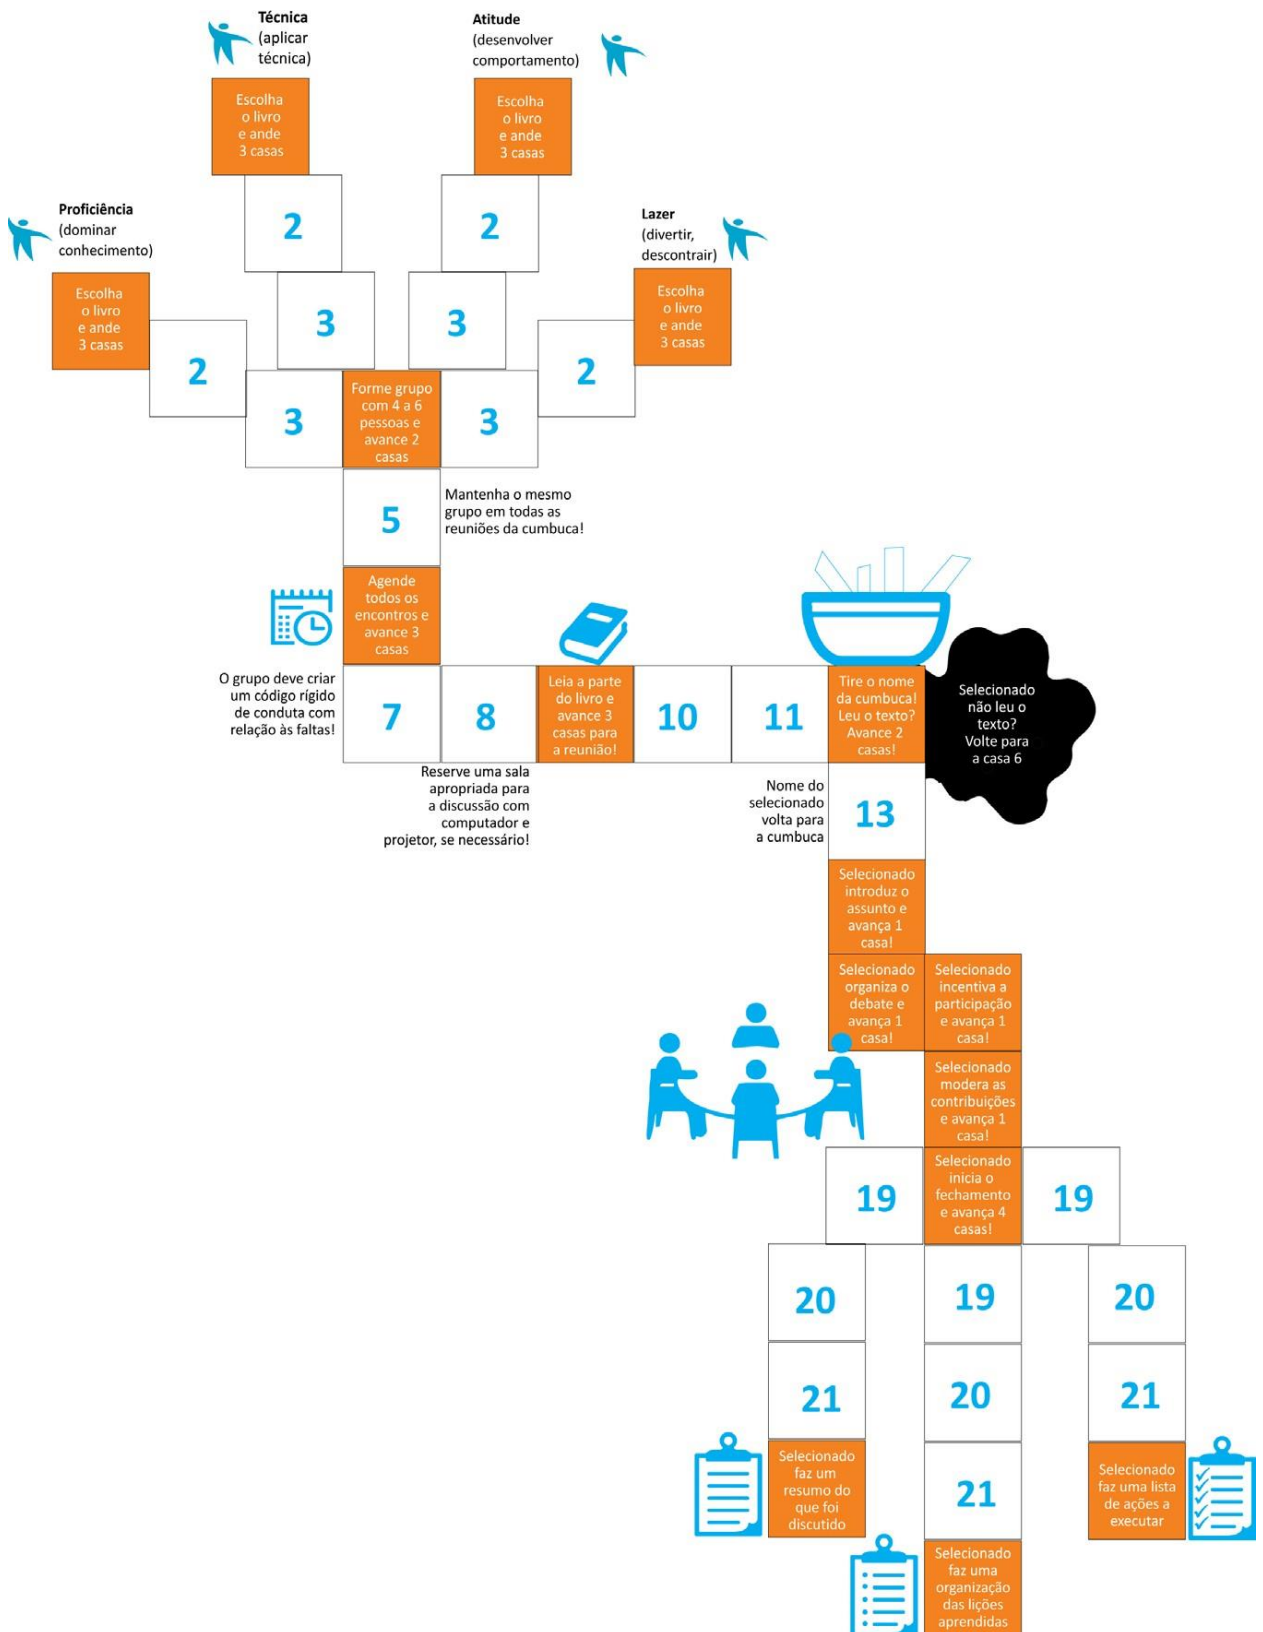 Técnica
(aplicar
técnica)
Atitude
(desenvolver
comportamento)
Escolha
o livro
e ande
3 casas
Escolha
o livro
e ande
3 casas
2
2
Proficiência
(dominar
conhecimento)
Lazer
(divertir,
descontrair)
Escolha
o livro
e ande
3 casas
3
3
Escolha
o livro
e ande
3 casas
2
2
3
Forme grupo
com 4 a 6
pessoas e
avance 2
casas
3
5
Mantenha o mesmo
grupo em todas as
reuniões da cumbuca!
Agende
todos os
encontros e
avance 3
casas
O grupo deve criar
um código rígido
de conduta com
relação às faltas!
7
8
Leia a parte
do livro e
avance 3
casas para
a reunião!
10
11
Tire o nome
da cumbuca!
Leu o texto?
Avance 2
casas!
Selecionado
não leu o
texto?
Volte para
a casa 6
Reserve uma sala
apropriada para
a discussão com
computador e
projetor, se necessário!
Nome do
selecionado
volta para
a cumbuca
13
Selecionado
introduz o
assunto e
avança 1
casa!
Selecionado
organiza o
debate e
avança 1
casa!
Selecionado
incentiva a
participação
e avança 1
casa!
Selecionado
modera as
contribuições
e avança 1
casa!
19
Selecionado
inicia o
fechamento
e avança 4
casas!
19
20
19
20
21
20
21
Selecionado
faz um
resumo do
que foi
discutido
21
Selecionado
faz uma lista
de ações a
executar
Selecionado
faz uma
organização
das lições
aprendidas